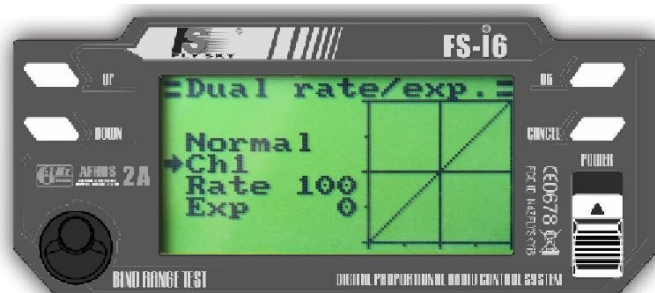 FS-i6
UP
OK
Dual rate/exp.
DOWN
CANCEL
Normal
Ch1
Rate 100
Exp 0
AFHDS 2A
POWER
CE0678
BIND RANGE TEST
DIGITAL PROPORTIONAL RADIO CONTROL SYSTEM